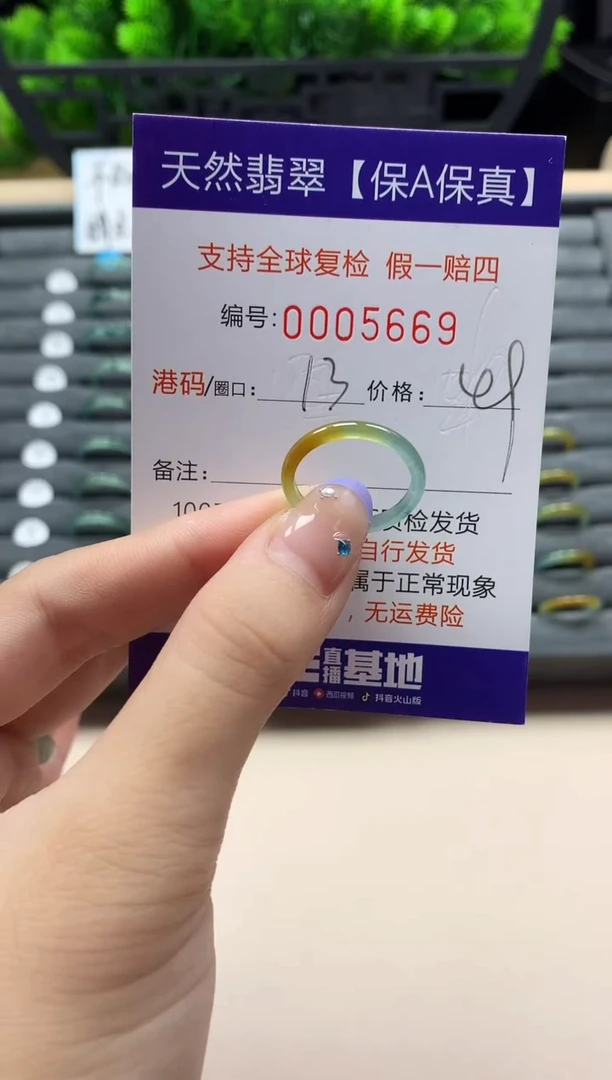 天然翡翠【保A保真】
支持全球复检 假一赔四
编号:0005669
港码/圈口: 13 价格:
备注:
100
质检发货
自行发货
属于正常现象
, 无运费险
直播基地
抖音 西瓜视频 抖音火山版